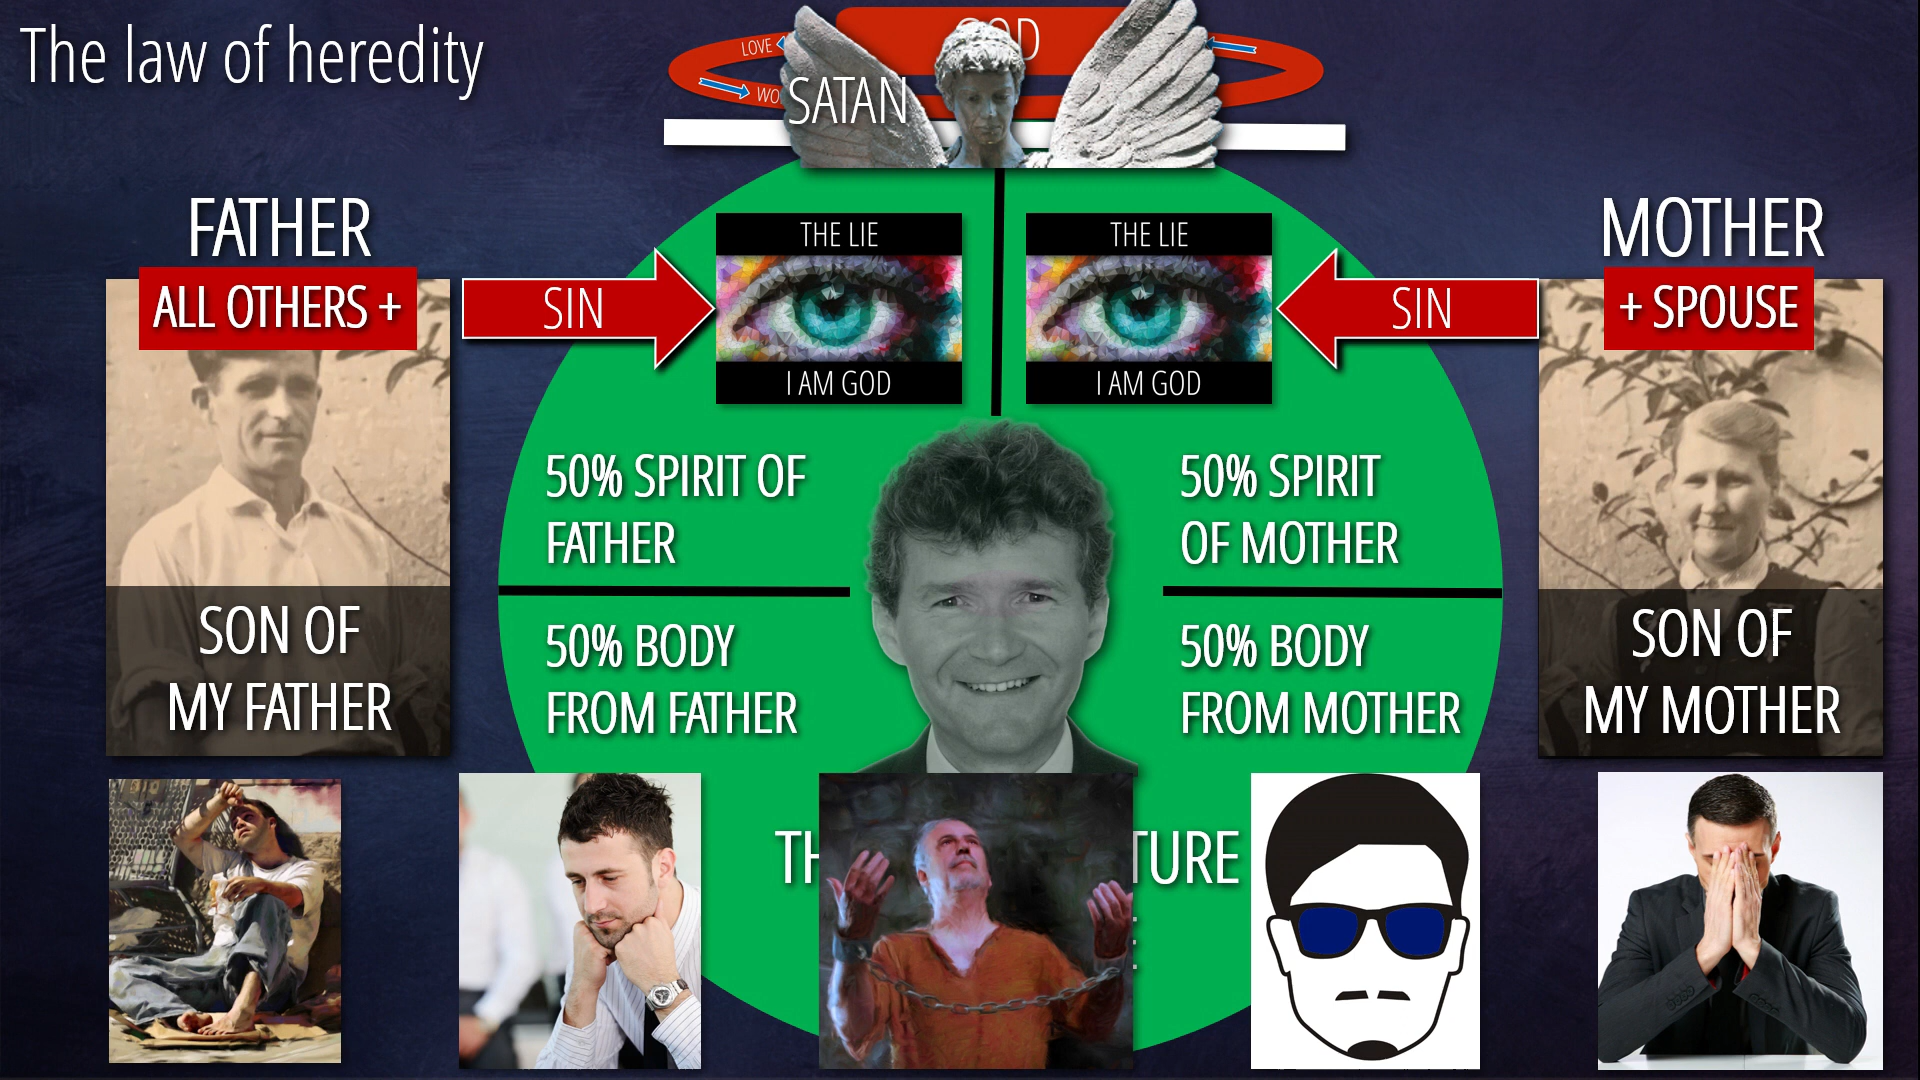 The law of heredity
LOVE
SATAN
FATHER
ALL OTHERS +
SIN
THE LIE
I AM GOD
THE LIE
I AM GOD
SIN
MOTHER
+ SPOUSE
50% SPIRIT OF
FATHER
50% SPIRIT
OF MOTHER
50% BODY
FROM FATHER
50% BODY
FROM MOTHER
SON OF
MY FATHER
SON OF
MY MOTHER